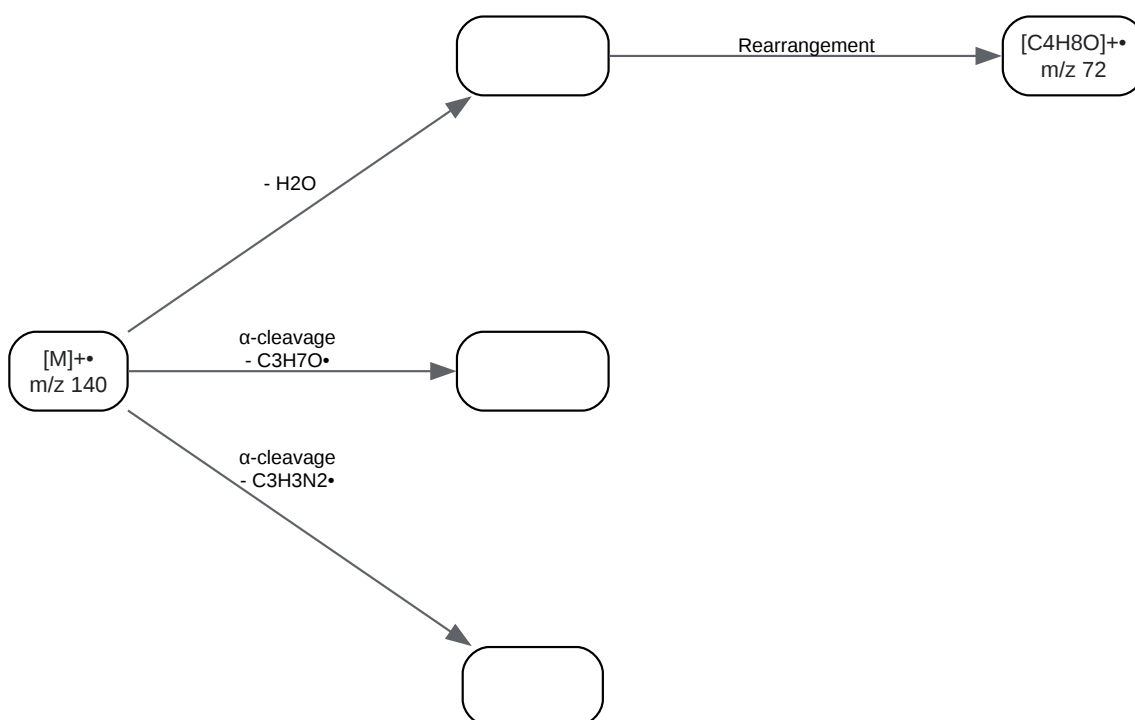 Rearrangement
[C4H8O]+•
m/z 72
- H2O
[M]+•
m/z 140
α-cleavage
- C3H7O•
α-cleavage
- C3H3N2•